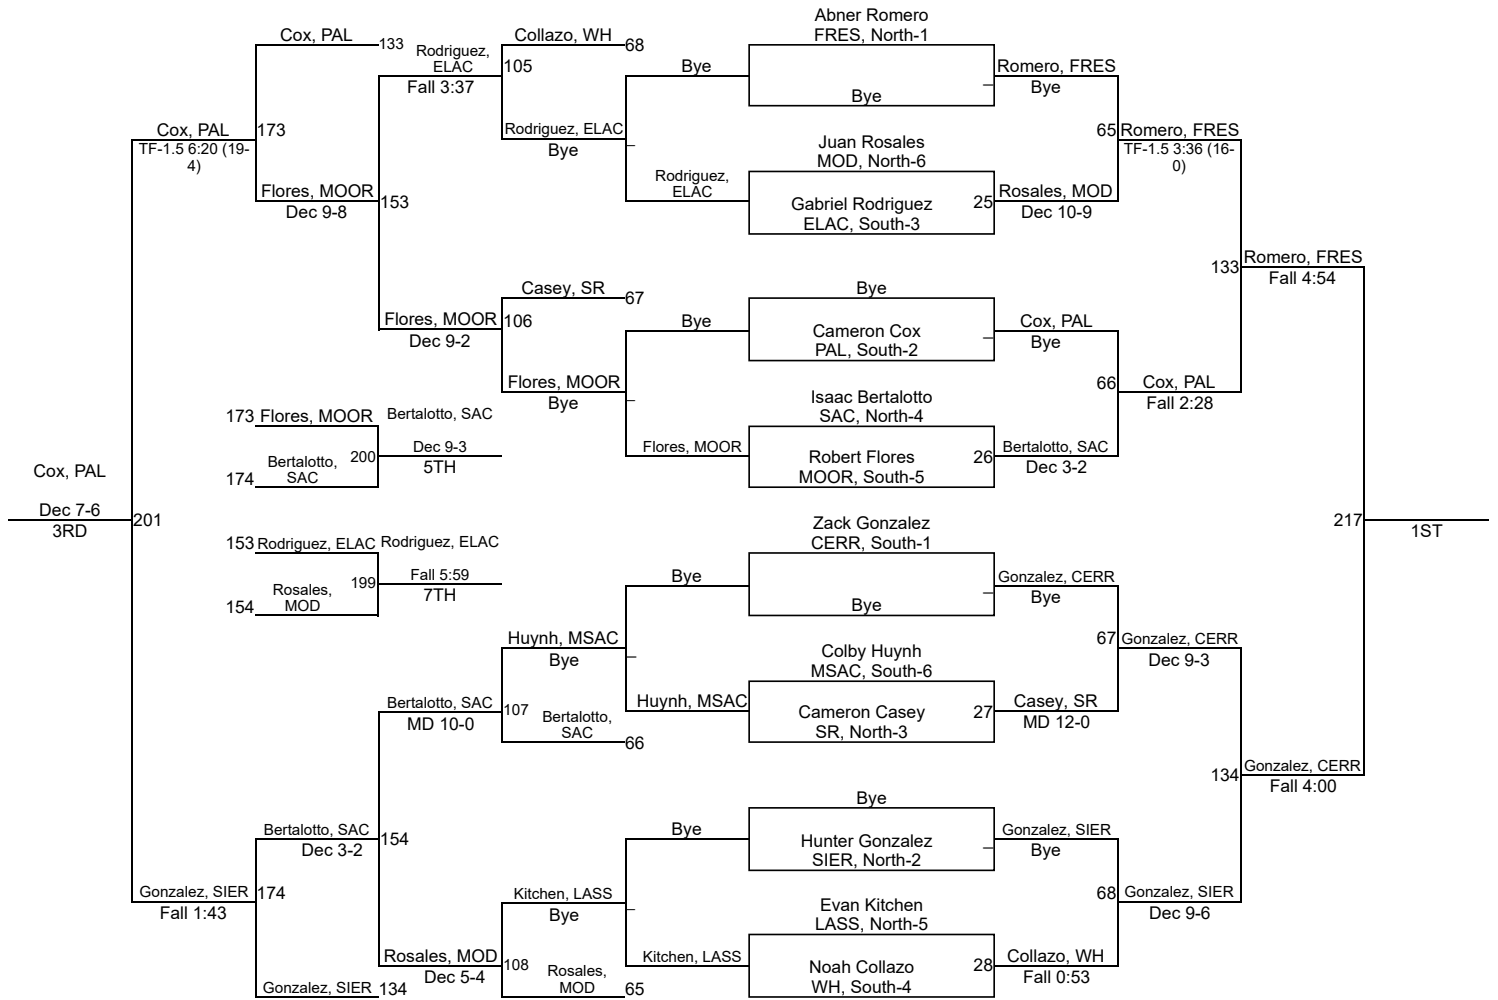 Abner Romero
FRES, North-1
Cox, PAL
133
Rodriguez,
ELAC
Fall 3:37
Collazo, WH
68
105
Bye
Bye
Romero, FRES
Bye
Cox, PAL
TF-1.5 6:20 (19-
4)
173
Rodriguez, ELAC
Bye
Juan Rosales
MOD, North-6
65
Romero, FRES
TF-1.5 3:36 (16-
0)
Flores, MOOR
Dec 9-8
153
Rodriguez,
ELAC
Gabriel Rodriguez
ELAC, South-3
25
Rosales, MOD
Dec 10-9
133
Romero, FRES
Fall 4:54
Casey, SR
67
Bye
Flores, MOOR
Dec 9-2
106
Bye
Cameron Cox
PAL, South-2
Cox, PAL
Bye
Flores, MOOR
Bye
66
Cox, PAL
Fall 2:28
Isaac Bertalotto
SAC, North-4
173
Flores, MOOR
Bertalotto, SAC
200
Dec 9-3
5TH
174
Bertalotto,
SAC
Flores, MOOR
Robert Flores
MOOR, South-5
26
Bertalotto, SAC
Dec 3-2
Cox, PAL
Dec 7-6
3RD
201
217
1ST
Zack Gonzalez
CERR, South-1
153
Rodriguez, ELAC
Rodriguez, ELAC
199
Fall 5:59
7TH
154
Rosales,
MOD
Bye
Bye
Gonzalez, CERR
Bye
Huynh, MSAC
Bye
Colby Huynh
MSAC, South-6
67
Gonzalez, CERR
Dec 9-3
Bertalotto, SAC
MD 10-0
107
Bertalotto,
SAC
66
Huynh, MSAC
Cameron Casey
SR, North-3
27
Casey, SR
MD 12-0
134
Gonzalez, CERR
Fall 4:00
Bye
Bertalotto, SAC
Dec 3-2
154
Bye
Hunter Gonzalez
SIER, North-2
Gonzalez, SIER
Bye
Gonzalez, SIER
Fall 1:43
174
Kitchen, LASS
Bye
Evan Kitchen
LASS, North-5
68
Gonzalez, SIER
Dec 9-6
Rosales, MOD
Dec 5-4
108
Rosales,
MOD
65
Kitchen, LASS
Noah Collazo
WH, South-4
28
Collazo, WH
Fall 0:53
Gonzalez, SIER
134